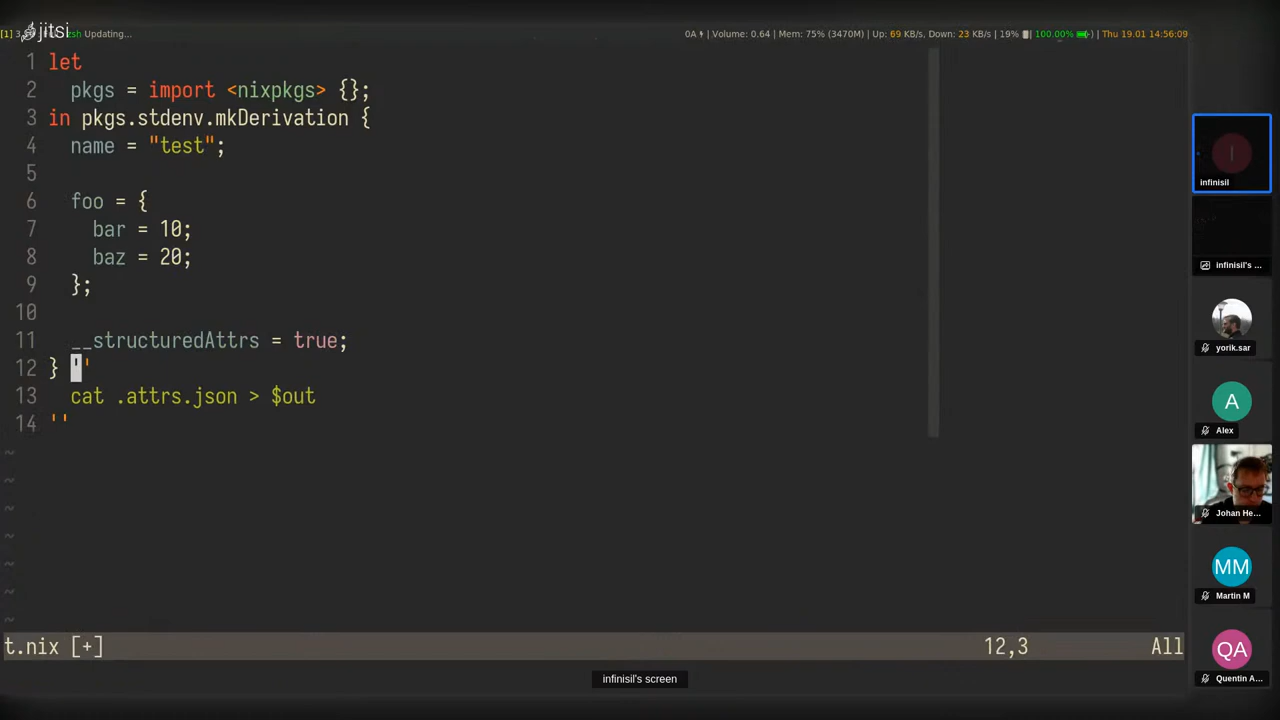 jitsi
zsh Updating...
0A | Volume: 0.64 | Mem: 75% (3470M) | Up: 69 KB/s, Down: 23 KB/s | 19% | 100.00% | Thu 19.01 14:56:09
1 let
2 pkgs = import <nixpkgs> {};
3 in pkgs.stdenv.mkDerivation {
4 name = "test";
5
6 foo = {
7 bar = 10;
8 baz = 20;
9 };
10
11 __structuredAttrs = true;
12 } ''
13 cat .attrs.json > $out
14 ''
~
~
~
~
~
~
~
t.nix [+] 12,3 All
infinisil's screen
I
infinisil
infinisil's ...
yorik.sar
A
Alex
Johan He...
MM
Martin M
QA
Quentin A...